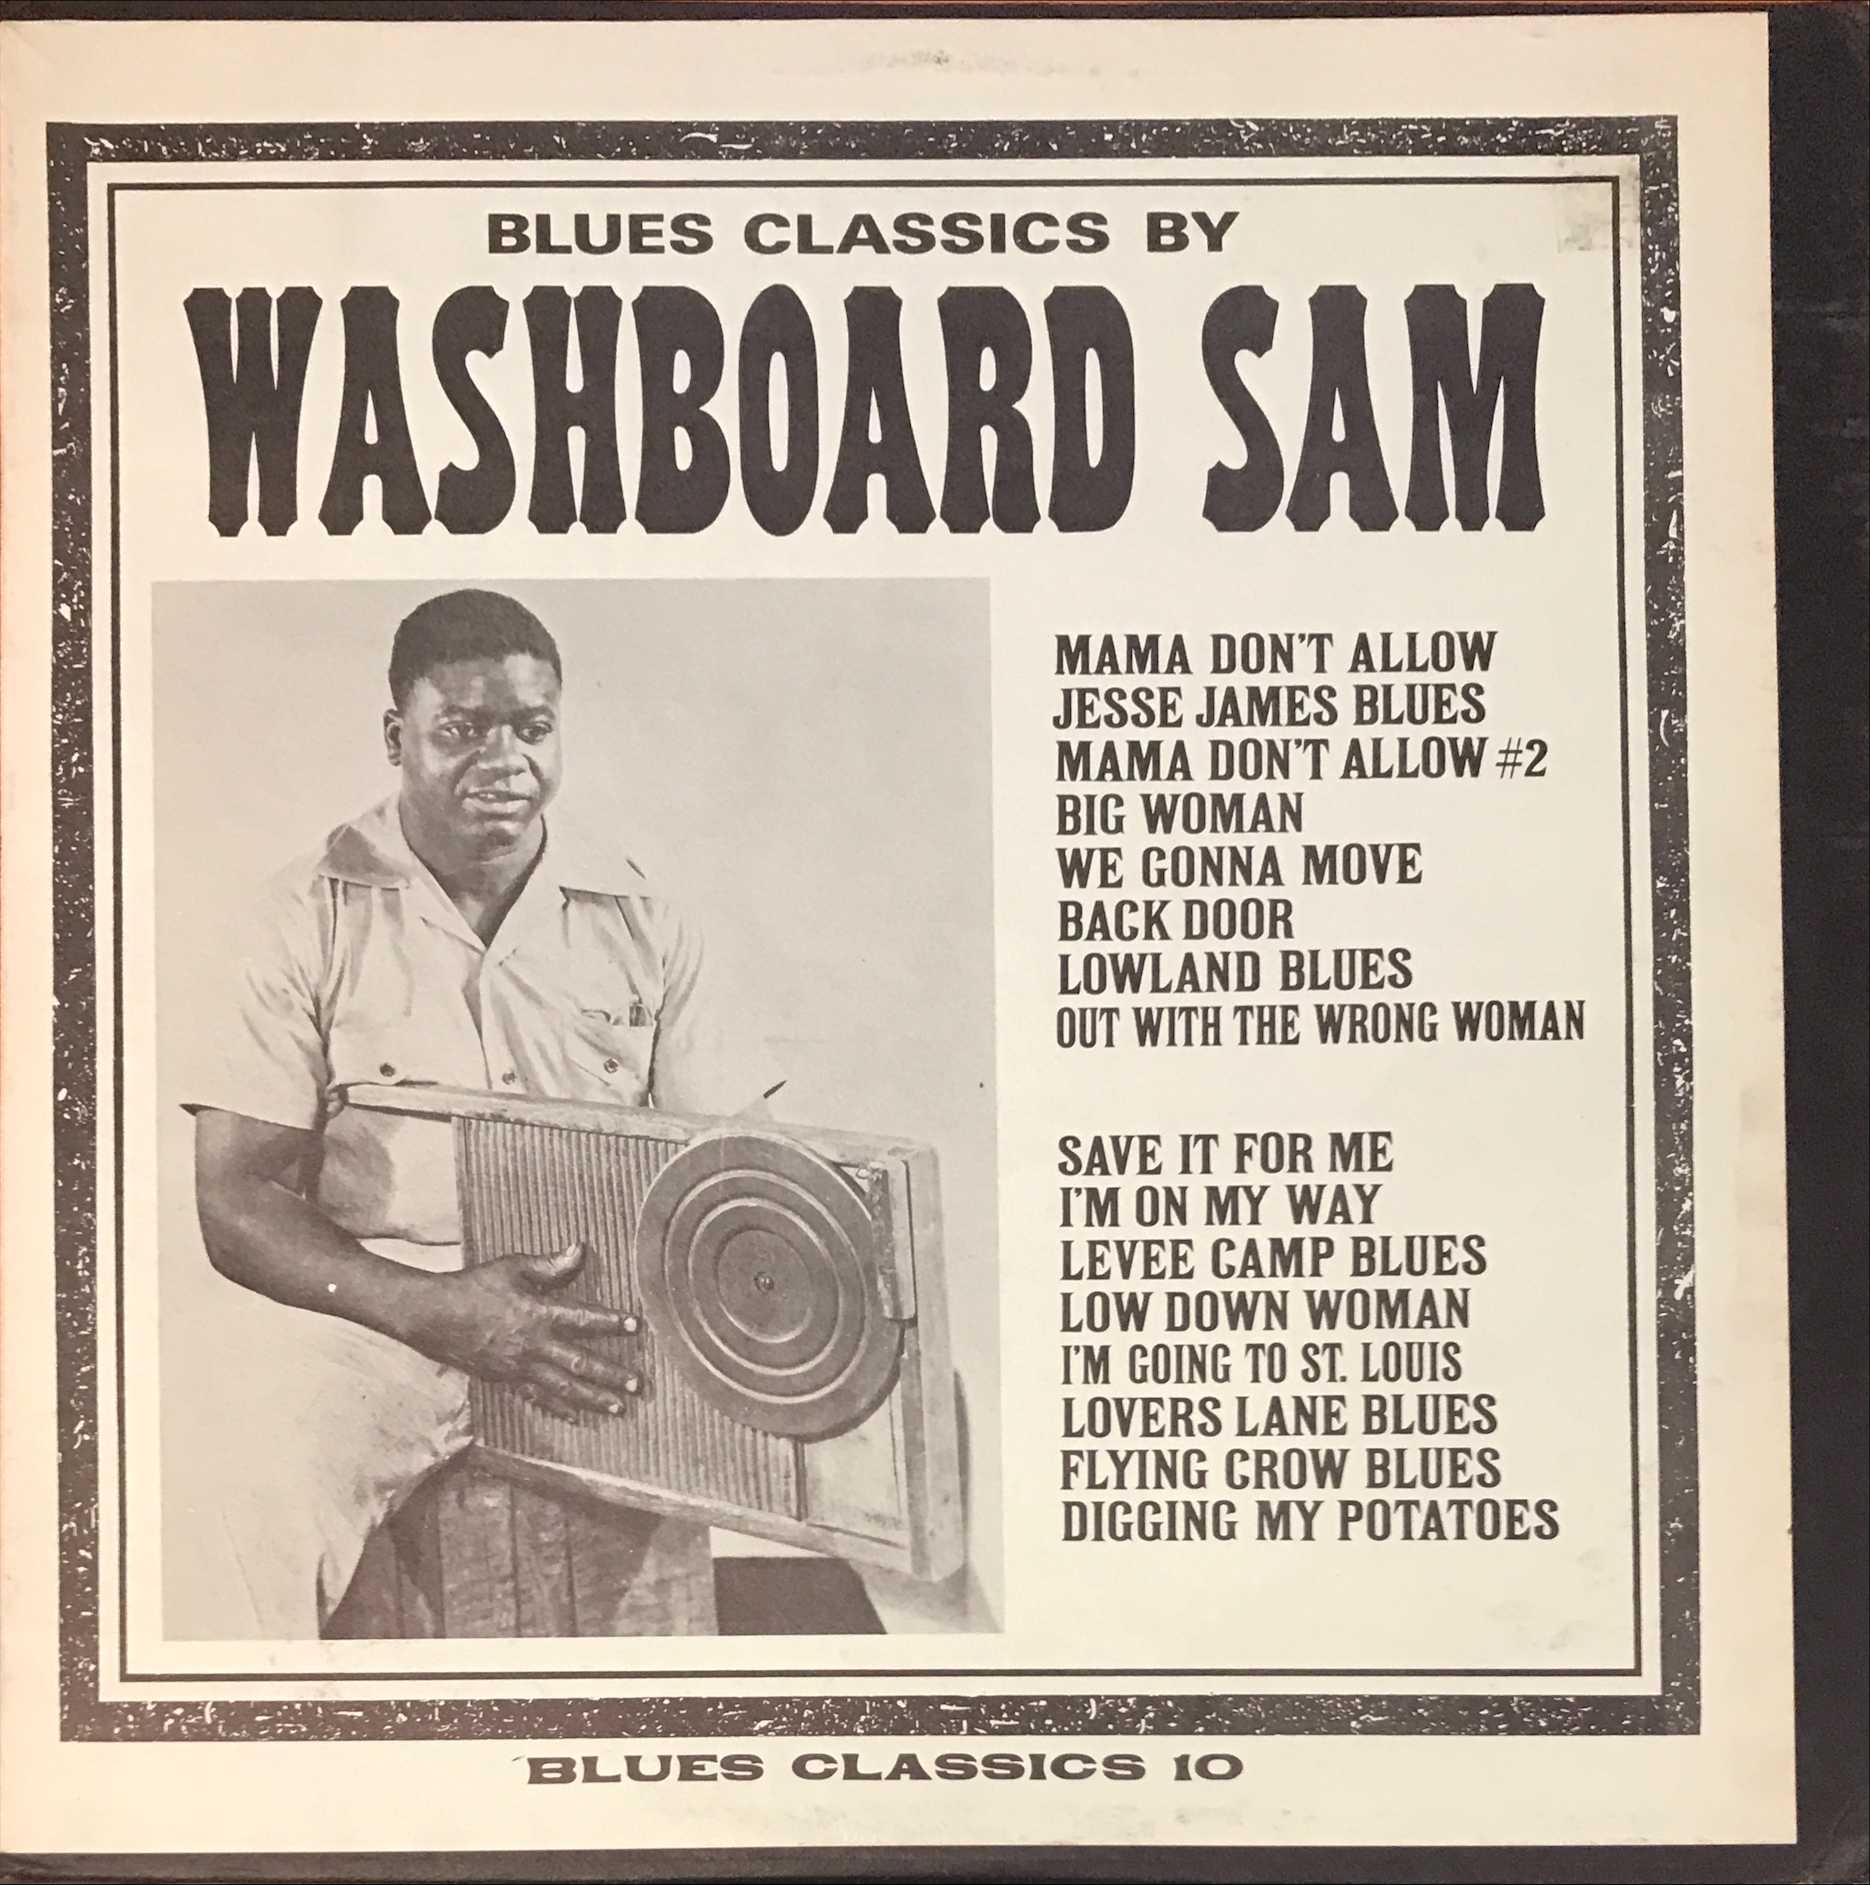 BLUES CLASSICS BY
WASHBOARD SAM
MAMA DON'T ALLOW
JESSE JAMES BLUES
MAMA DON'T ALLOW #2
BIG WOMAN
WE GONNA MOVE
BACK DOOR
LOWLAND BLUES
OUT WITH THE WRONG WOMAN
SAVE IT FOR ME
I'M ON MY WAY
LEVEE CAMP BLUES
LOW DOWN WOMAN
I'M GOING TO ST. LOUIS
LOVERS LANE BLUES
FLYING CROW BLUES
DIGGING MY POTATOES
BLUES CLASSICS 10